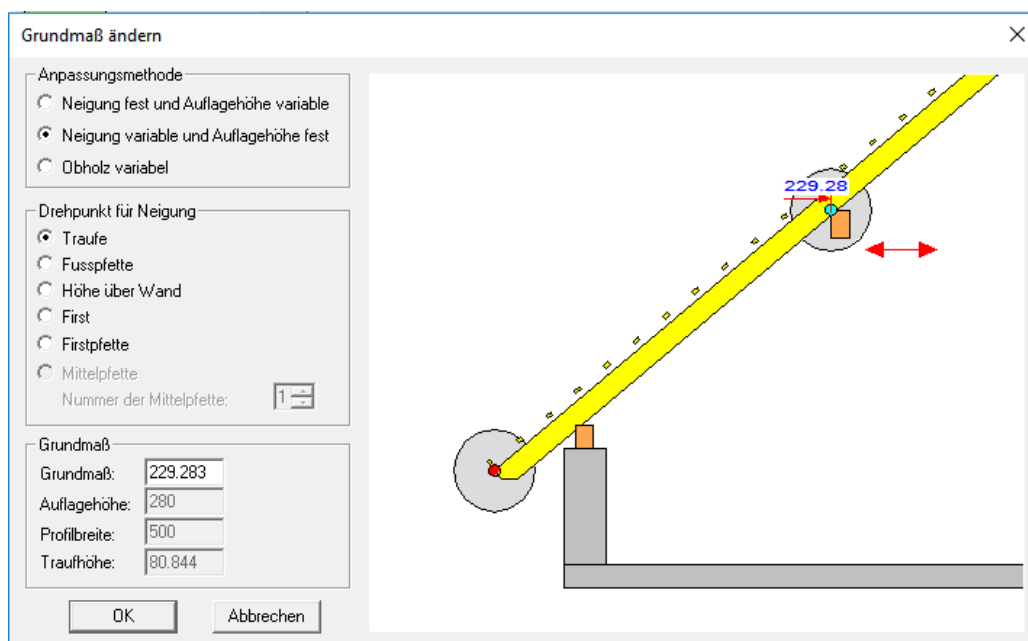 Grundmaß ändern
Anpassungsmethode
Neigung fest und Auflagehöhe variable
Neigung variable und Auflagehöhe fest
Obholz variabel
Drehpunkt für Neigung
Traufe
Fusspfette
Höhe über Wand
First
Firstpfette
Mittelpfette
Nummer der Mittelpfette: 1
Grundmaß
Grundmaß: 229.283
Auflagehöhe: 280
Profilbreite: 500
Traufhöhe: 80.844
OK Abbrechen
229.28